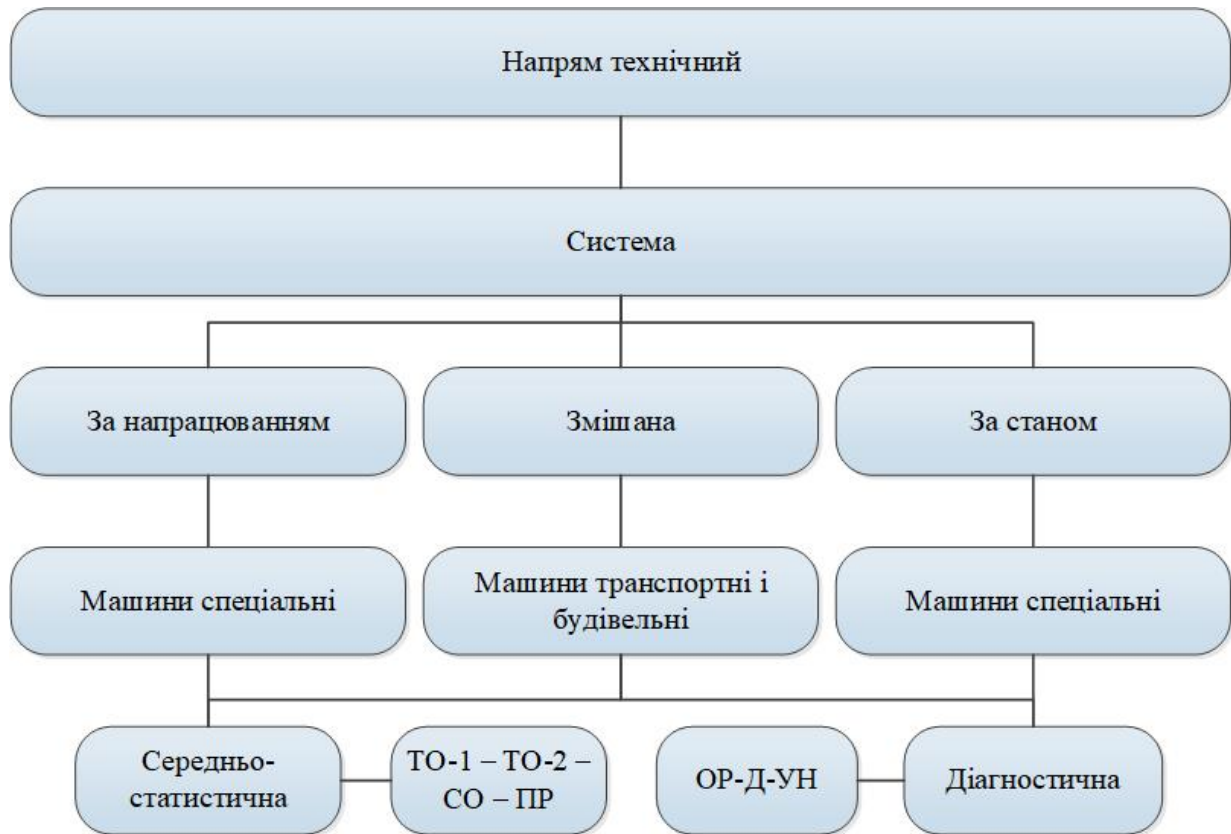 Напрям технічний
Система
За напрацюванням
Змішана
За станом
Машини спеціальні
Машини транспортні і
будівельні
Машини спеціальні
Середньо-
статистична
ТО-1 – ТО-2 –
СО – ПР
ОР-Д-УН
Діагностична